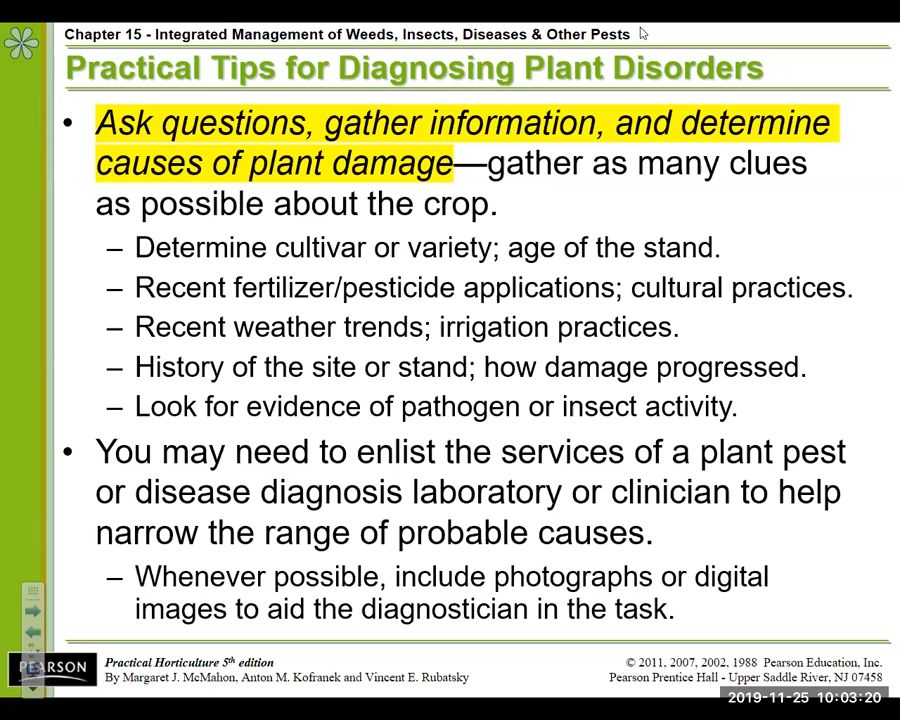 Chapter 15 - Integrated Management of Weeds, Insects, Diseases & Other Pests
Practical Tips for Diagnosing Plant Disorders
• Ask questions, gather information, and determine
causes of plant damage—gather as many clues
as possible about the crop.
– Determine cultivar or variety; age of the stand.
– Recent fertilizer/pesticide applications; cultural practices.
– Recent weather trends; irrigation practices.
– History of the site or stand; how damage progressed.
– Look for evidence of pathogen or insect activity.
• You may need to enlist the services of a plant pest
or disease diagnosis laboratory or clinician to help
narrow the range of probable causes.
– Whenever possible, include photographs or digital
images to aid the diagnostician in the task.
PEARSON
Practical Horticulture 5th edition
By Margaret J. McMahon, Anton M. Kofranek and Vincent E. Rubatsky
© 2011, 2007, 2002, 1988 Pearson Education, Inc.
Pearson Prentice Hall - Upper Saddle River, NJ 07458
2019-11-25 10:03:20